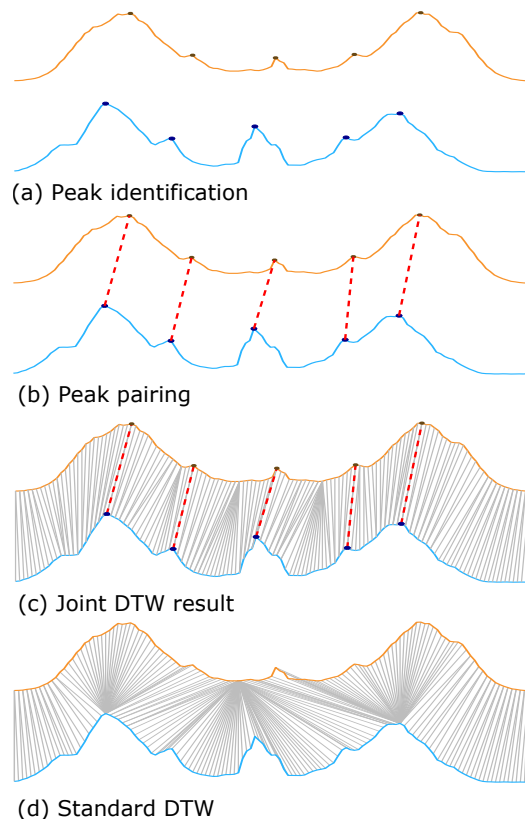 (a) Peak identification
(b) Peak pairing
(c) Joint DTW result
(d) Standard DTW